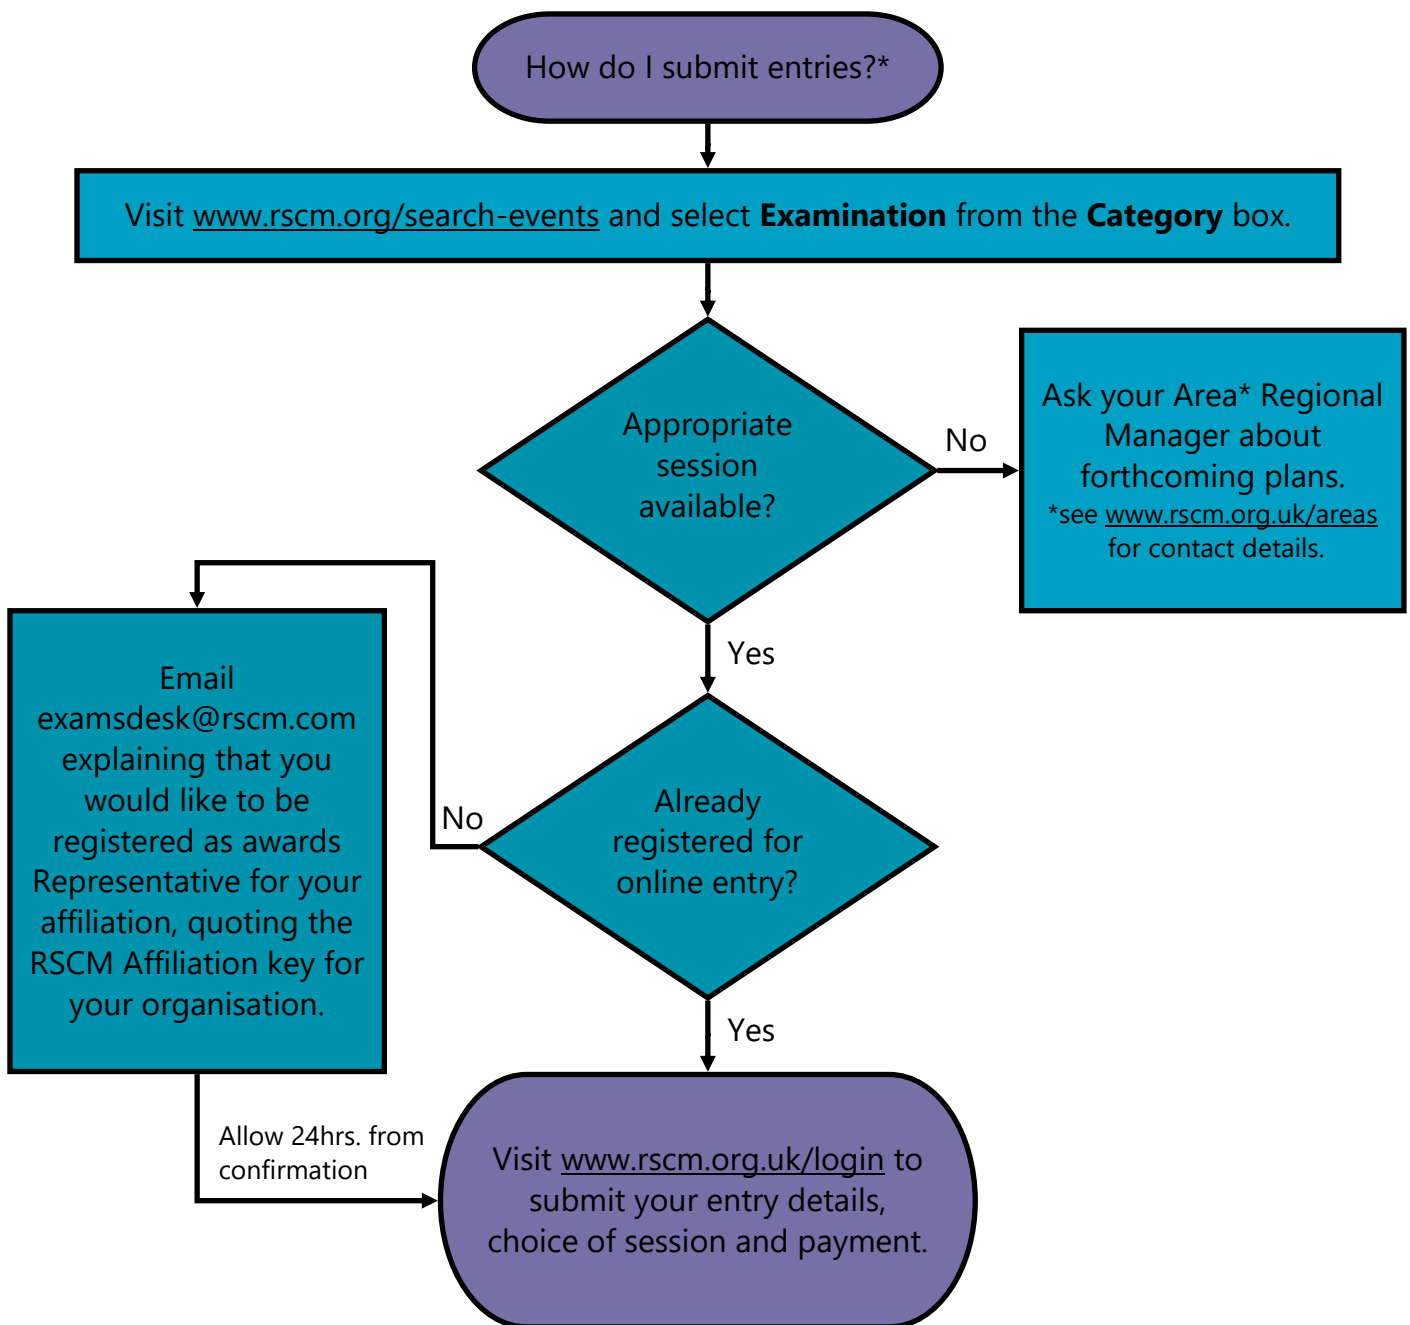 How do I submit entries?*
Visit www.rscm.org/search-events and select Examination from the Category box.
Appropriate
session
available?
No
Ask your Area* Regional
Manager about
forthcoming plans.
*see www.rscm.org.uk/areas
for contact details.
Yes
Already
registered for
online entry?
No
Email
examsdesk@rscm.com
explaining that you
would like to be
registered as awards
Representative for your
affiliation, quoting the
RSCM Affiliation key for
your organisation.
Yes
Allow 24hrs. from
confirmation
Visit www.rscm.org.uk/login to
submit your entry details,
choice of session and payment.